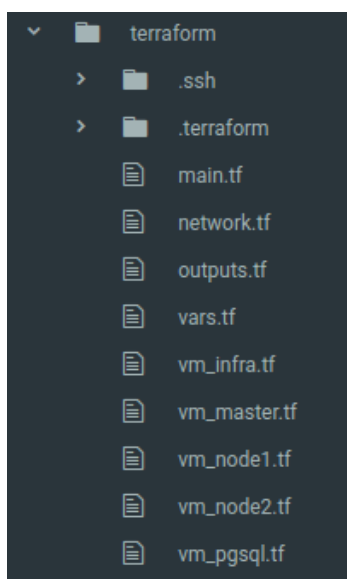 terraform
.ssh
.terraform
main.tf
network.tf
outputs.tf
vars.tf
vm_infra.tf
vm_master.tf
vm_node1.tf
vm_node2.tf
vm_pgsql.tf